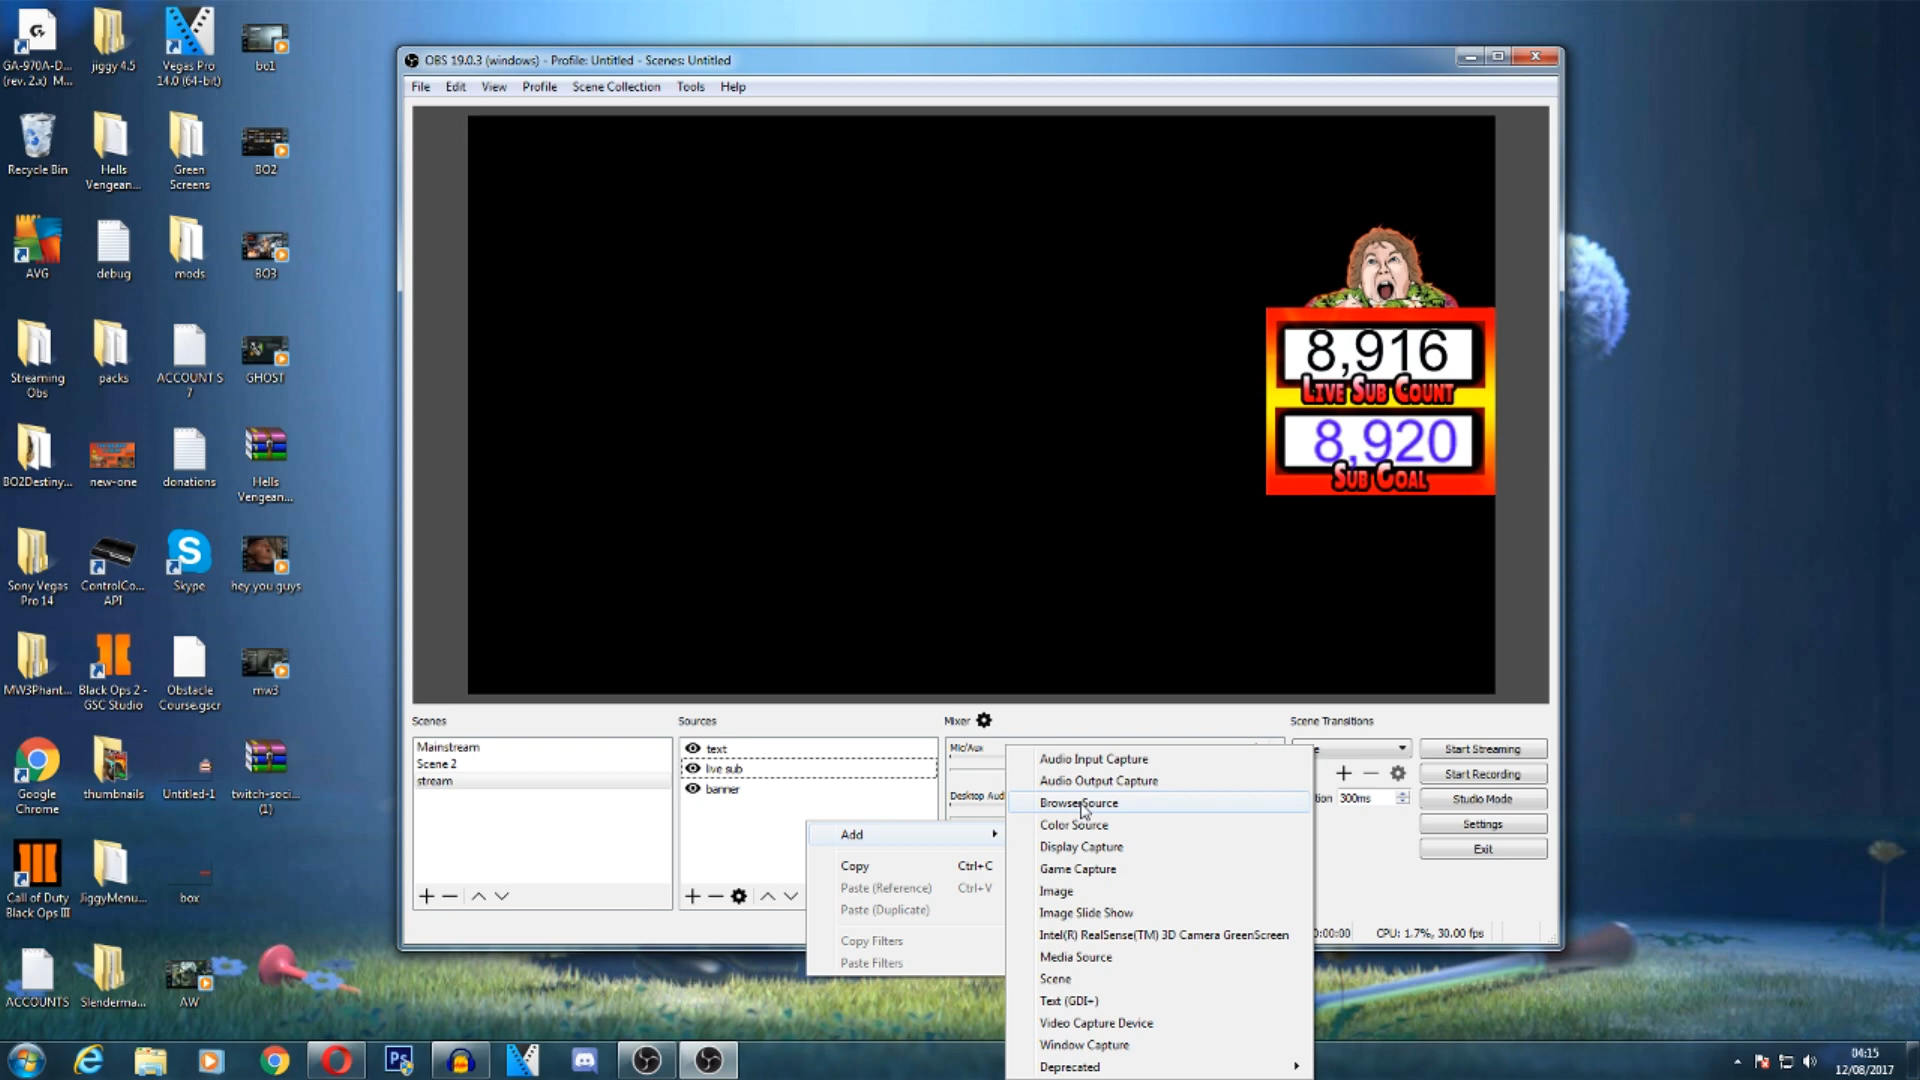 GA-970A-D...
(rev. 2.x) M...
jiggy 4.5
Vegas Pro
14.0 (64-bit)
bo1
Recycle Bin
Hells
Vengean...
Green
Screens
BO2
AVG
debug
mods
BO3
Streaming
Obs
packs
ACCOUNT S
7
GHOST
BO2Destiny...
new-one
donations
Hells
Vengean...
Sony Vegas
Pro 14
ControlCo...
API
Skype
hey you guys
MW3Phant...
Black Ops 2 -
GSC Studio
Obstacle
Course.gscr
mw3
Google
Chrome
thumbnails
Untitled-1
twitch-soci...
(1)
Call of Duty
Black Ops III
JiggyMenu...
box
ACCOUNTS
Slenderma...
AW
OBS 19.0.3 (windows) - Profile: Untitled - Scenes: Untitled
File Edit View Profile Scene Collection Tools Help
8,916
Live Sub Count
8,920
Sub Goal
Scenes
Mainstream
Scene 2
stream
Sources
text
live sub
banner
Mixer
Mic/Aux
Desktop Aud
Scene Transitions
300ms
Start Streaming
Start Recording
Studio Mode
Settings
Exit
Add
Copy Ctrl+C
Paste (Reference) Ctrl+V
Paste (Duplicate)
Copy Filters
Paste Filters
Audio Input Capture
Audio Output Capture
BrowserSource
Color Source
Display Capture
Game Capture
Image
Image Slide Show
Intel(R) RealSense(TM) 3D Camera GreenScreen
Media Source
Scene
Text (GDI+)
Video Capture Device
Window Capture
Deprecated
0:00:00 CPU: 1.7%, 30.00 fps
Ps
04:15
12/08/2017